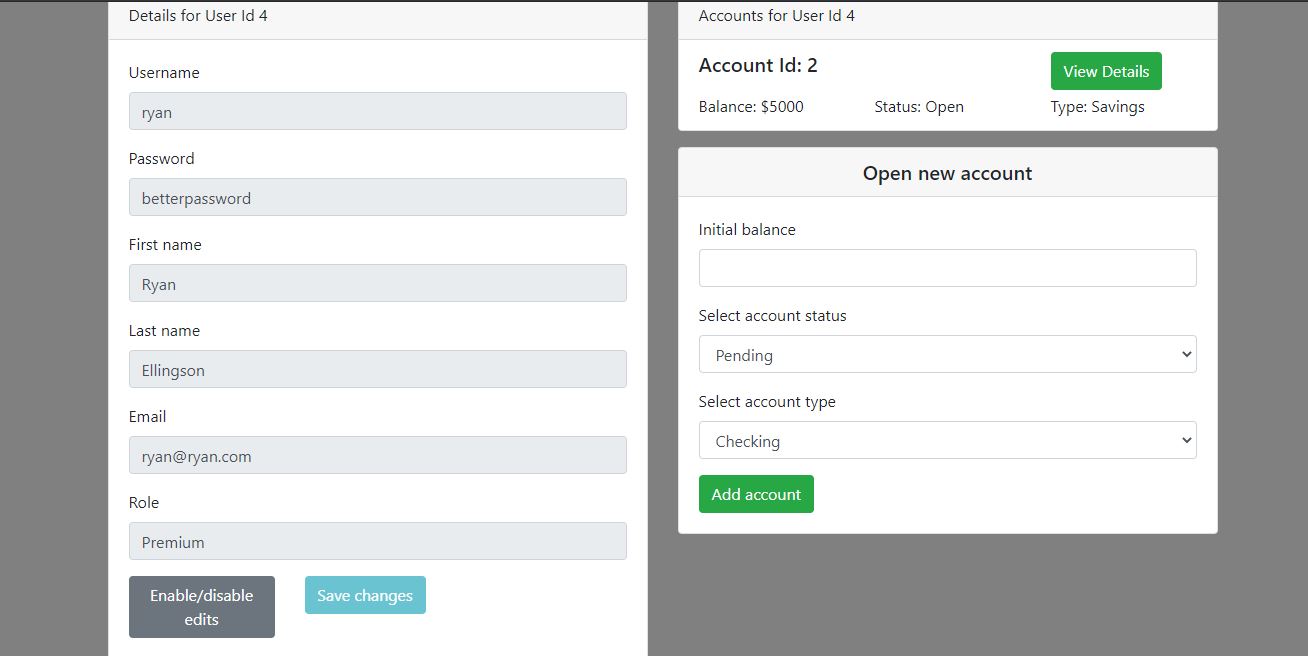 Details for User Id 4
Username
ryan
Password
betterpassword
First name
Ryan
Last name
Ellingson
Email
ryan@ryan.com
Role
Premium
Enable/disable
edits
Save changes
Accounts for User Id 4
Account Id: 2
View Details
Balance: $5000
Status: Open
Type: Savings
Open new account
Initial balance
Select account status
Pending
Select account type
Checking
Add account